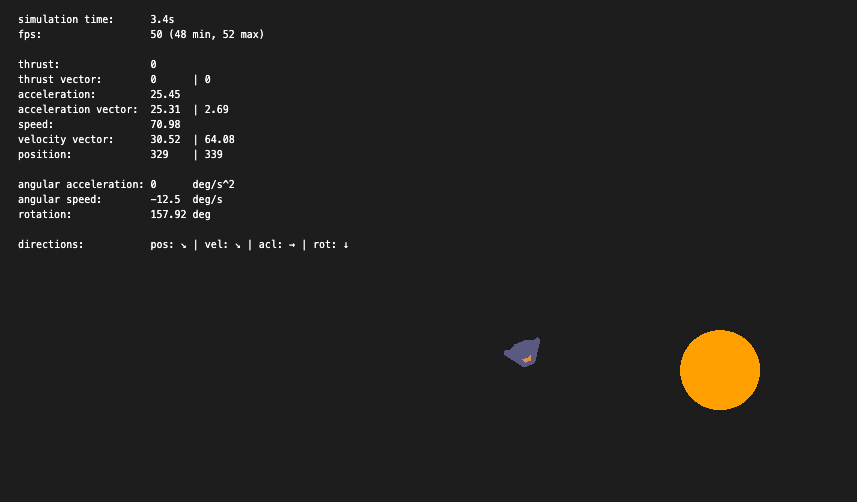 simulation time: 3.4s
fps: 50 (48 min, 52 max)
thrust: 0
thrust vector: 0 | 0
acceleration: 25.45
acceleration vector: 25.31 | 2.69
speed: 70.98
velocity vector: 30.52 | 64.08
position: 329 | 339
angular acceleration: 0 deg/s^2
angular speed: -12.5 deg/s
rotation: 157.92 deg
directions: pos: ↘ | vel: ↘ | acl: → | rot: ↓